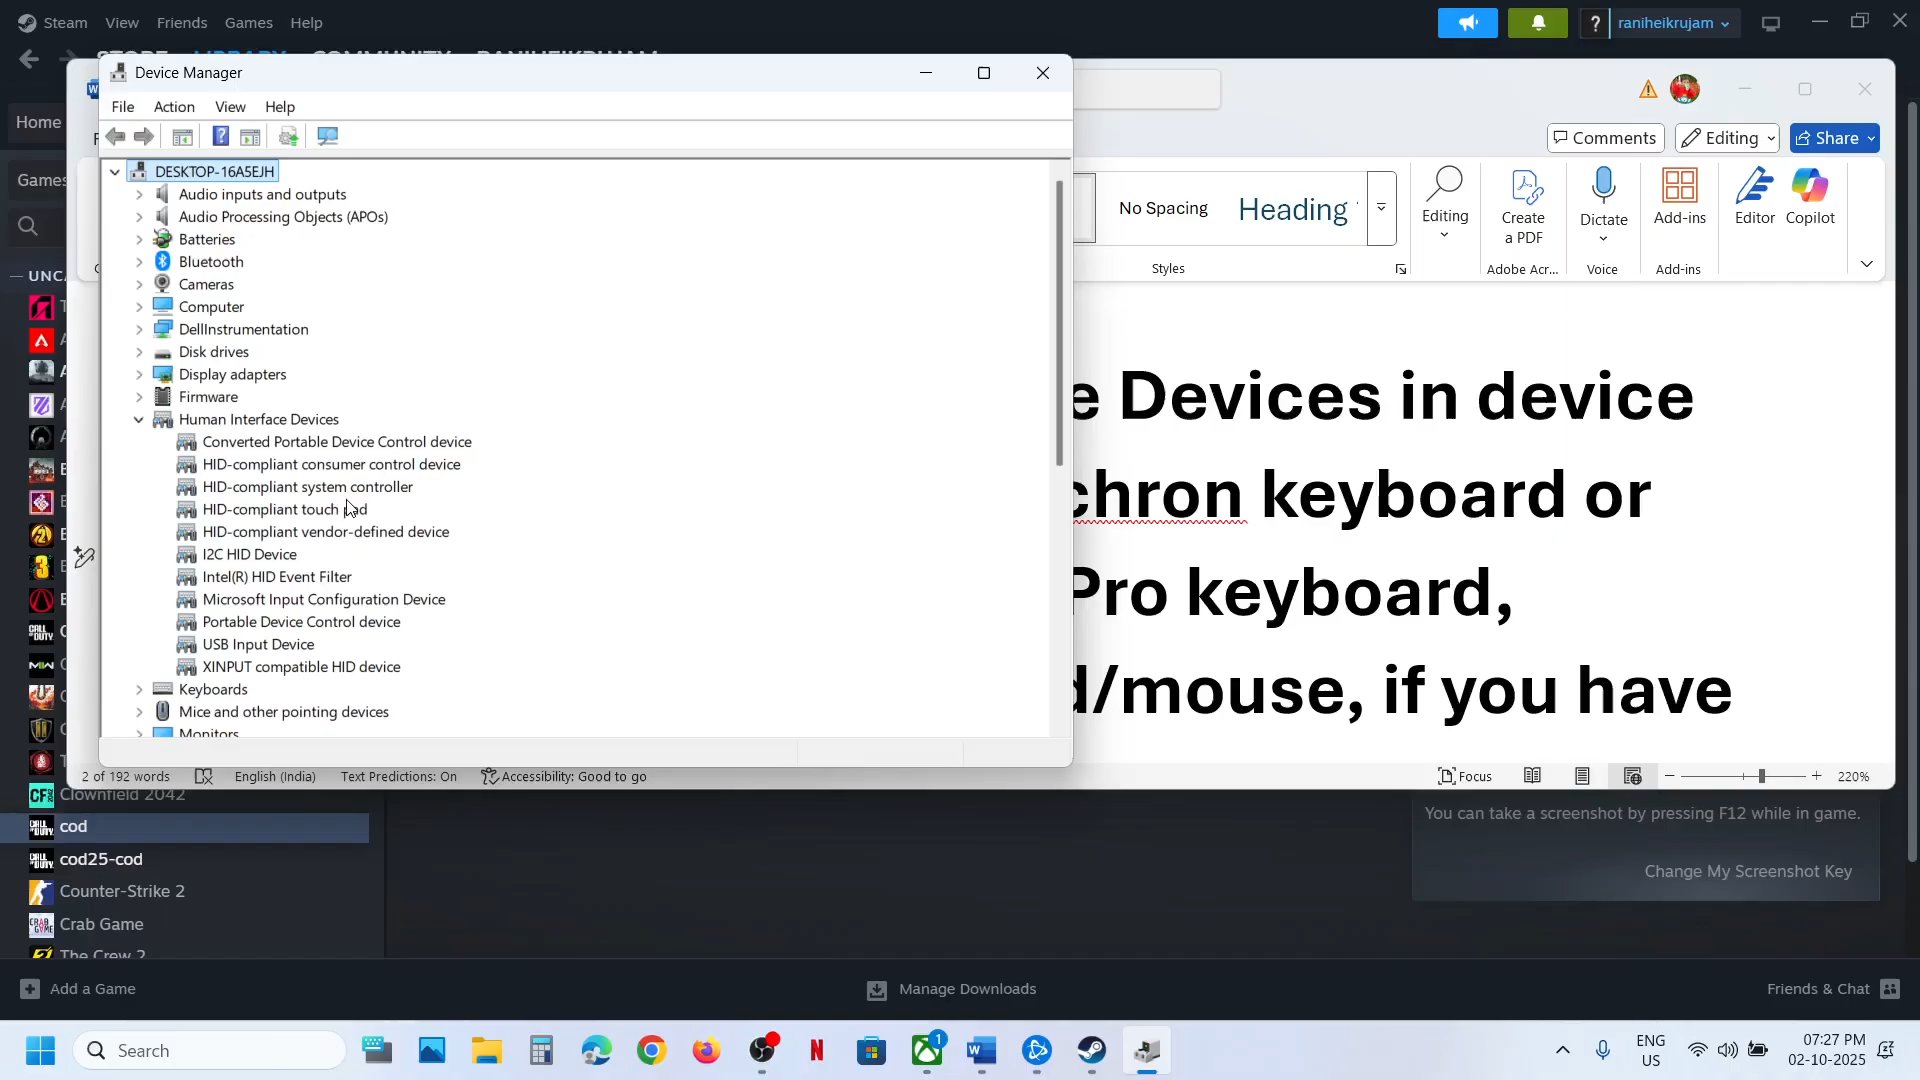 Steam View Friends Games Help
raniheikrujam
Device Manager
File Action View Help
Home
Games
DESKTOP-16A5EJH
Audio inputs and outputs
Audio Processing Objects (APOs)
Batteries
Bluetooth
Cameras
Computer
DellInstrumentation
Disk drives
Display adapters
Firmware
Human Interface Devices
Converted Portable Device Control device
HID-compliant consumer control device
HID-compliant system controller
HID-compliant touch pad
HID-compliant vendor-defined device
I2C HID Device
Intel(R) HID Event Filter
Microsoft Input Configuration Device
Portable Device Control device
USB Input Device
XINPUT compatible HID device
Keyboards
Mice and other pointing devices
Monitors
Comments Editing Share
No Spacing Heading
Editing
Create
a PDF
Dictate
Add-ins
Editor
Copilot
Styles
Adobe Acr...
Voice
Add-ins
e Devices in device
chron keyboard or
Pro keyboard,
d/mouse, if you have
2 of 192 words English (India) Text Predictions: On Accessibility: Good to go
Focus
220%
Clownfield 2042
cod
cod25-cod
Counter-Strike 2
Crab Game
The Crew 2
You can take a screenshot by pressing F12 while in game.
Change My Screenshot Key
Add a Game
Manage Downloads
Friends & Chat
Search
1
ENG
US
07:27 PM
02-10-2025